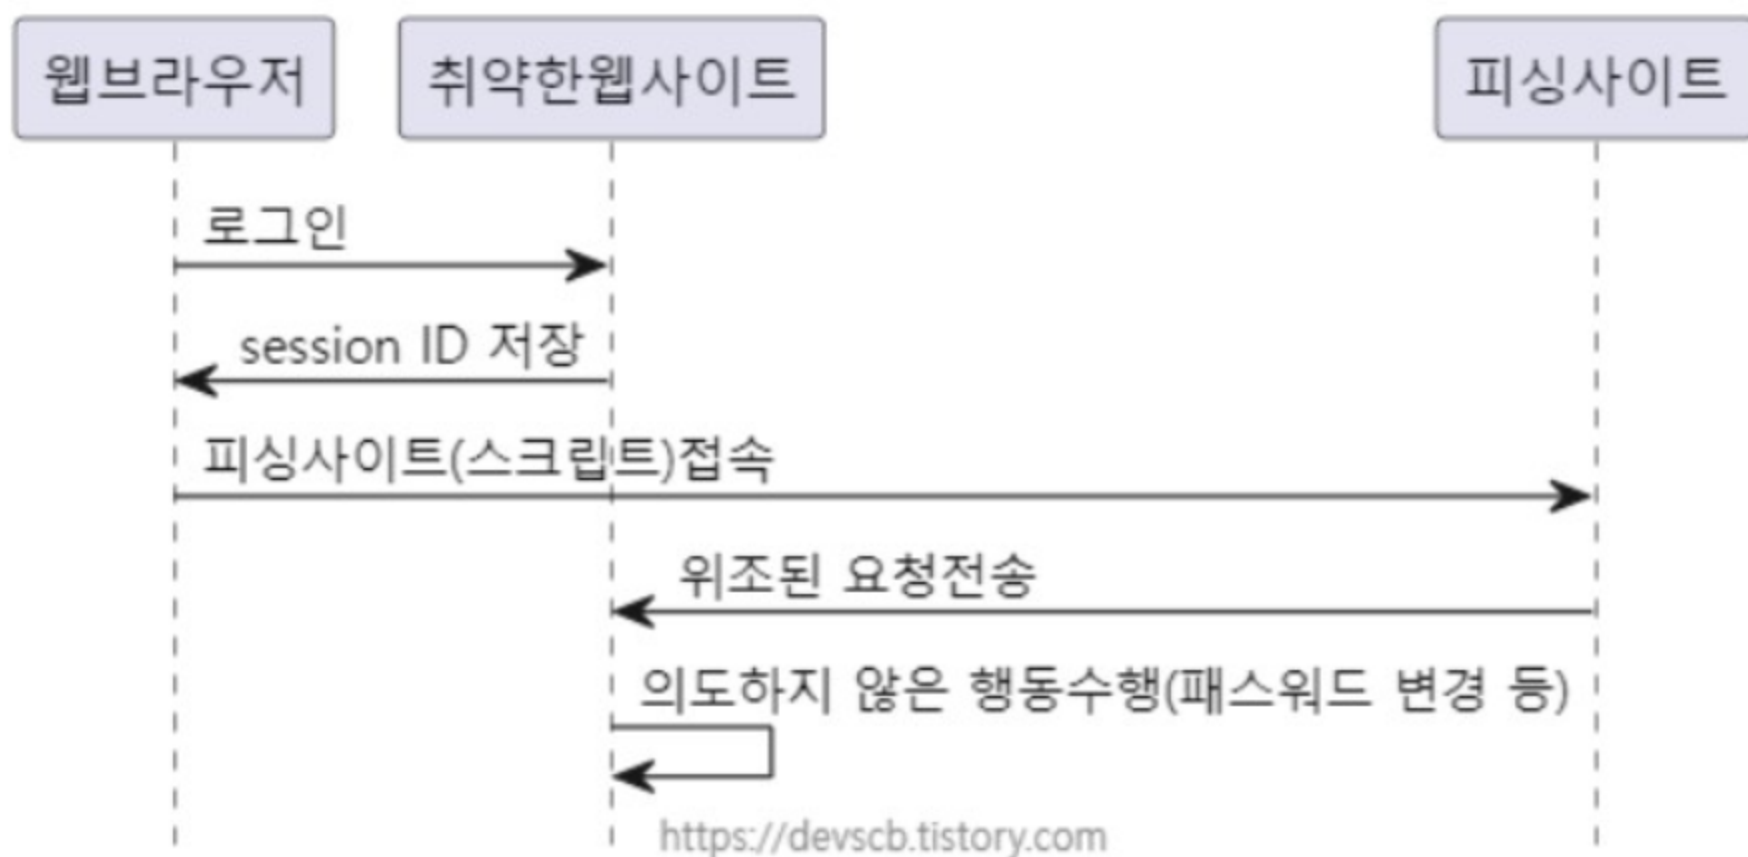 웹브라우저
취약한웹사이트
피싱사이트
로그인
session ID 저장
피싱사이트(스크립트)접속
위조된 요청전송
의도하지 않은 행동수행(패스워드 변경 등)
https://devscb.tistory.com